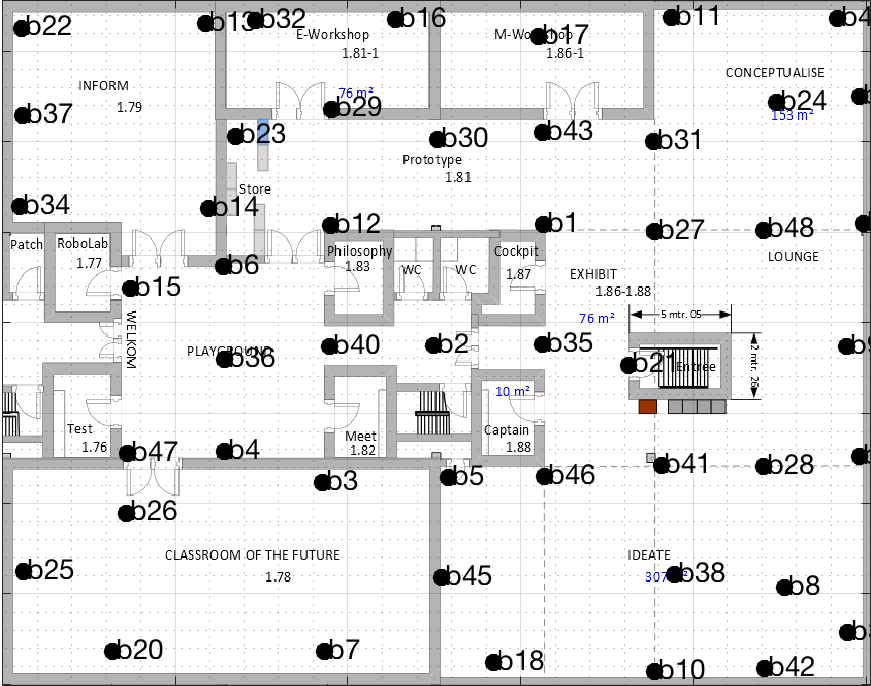 b22
b13
b32
b16
b17
b11
b4
E-Workshop
1.81-1
M-Workshop
1.86-1
CONCEPTUALISE
INFORM
1.79
76 m²
b29
b37
b24
153 m²
b23
b30
b43
b31
Prototype
1.81
Store
b34
b14
b12
b1
b27
b48
Patch
RoboLab
1.77
b6
Philosophy
1.83
WC
WC
Cockpit
1.87
LOUNGE
EXHIBIT
1.86-1.88
b15
76 m²
5 mtr. 05
WELKOM
PLAYGROUND
b36
b40
b2
b35
b21
Entree
b9
10 m²
Test
1.76
b47
b4
Meet
1.82
Captain
1.88
b3
b5
b46
b41
b28
b26
CLASSROOM OF THE FUTURE
1.78
IDEATE
307
b38
b25
b45
b8
b20
b7
b18
b10
b42